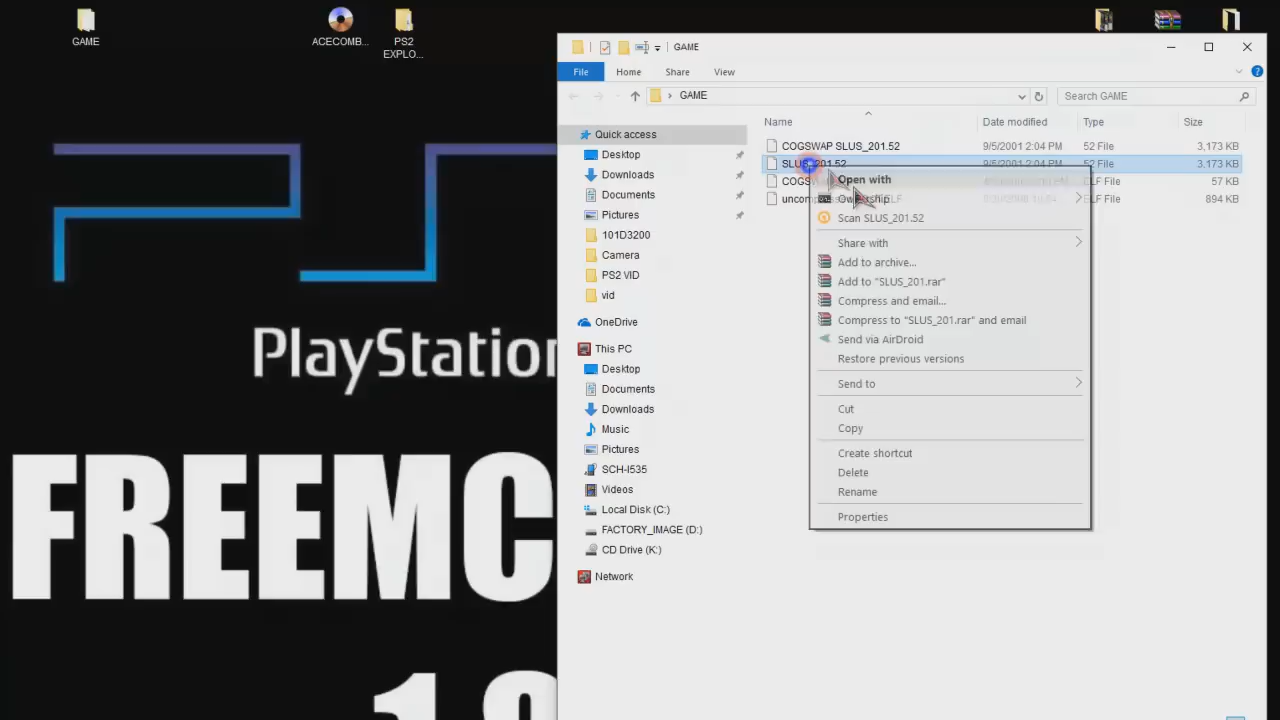 GAME
ACECOMB...
PS2
EXPLO...
GAME
File
Home
Share
View
GAME
Search GAME
Name
Date modified
Type
Size
COGSWAP SLUS_201.52
9/5/2001 2:04 PM
52 File
3,173 KB
SLUS_201.52
9/5/2001 2:04 PM
52 File
3,173 KB
ELF File
57 KB
ELF File
894 KB
Quick access
Desktop
Downloads
Documents
Pictures
101D3200
Camera
PS2 VID
vid
OneDrive
This PC
Desktop
Documents
Downloads
Music
Pictures
SCH-I535
Videos
Local Disk (C:)
FACTORY_IMAGE (D:)
CD Drive (K:)
Network
Open with
Ownership
Scan SLUS_201.52
Share with
Add to archive...
Add to "SLUS_201.rar"
Compress and email...
Compress to "SLUS_201.rar" and email
Send via AirDroid
Restore previous versions
Send to
Cut
Copy
Create shortcut
Delete
Rename
Properties
PlayStation
FREEMC